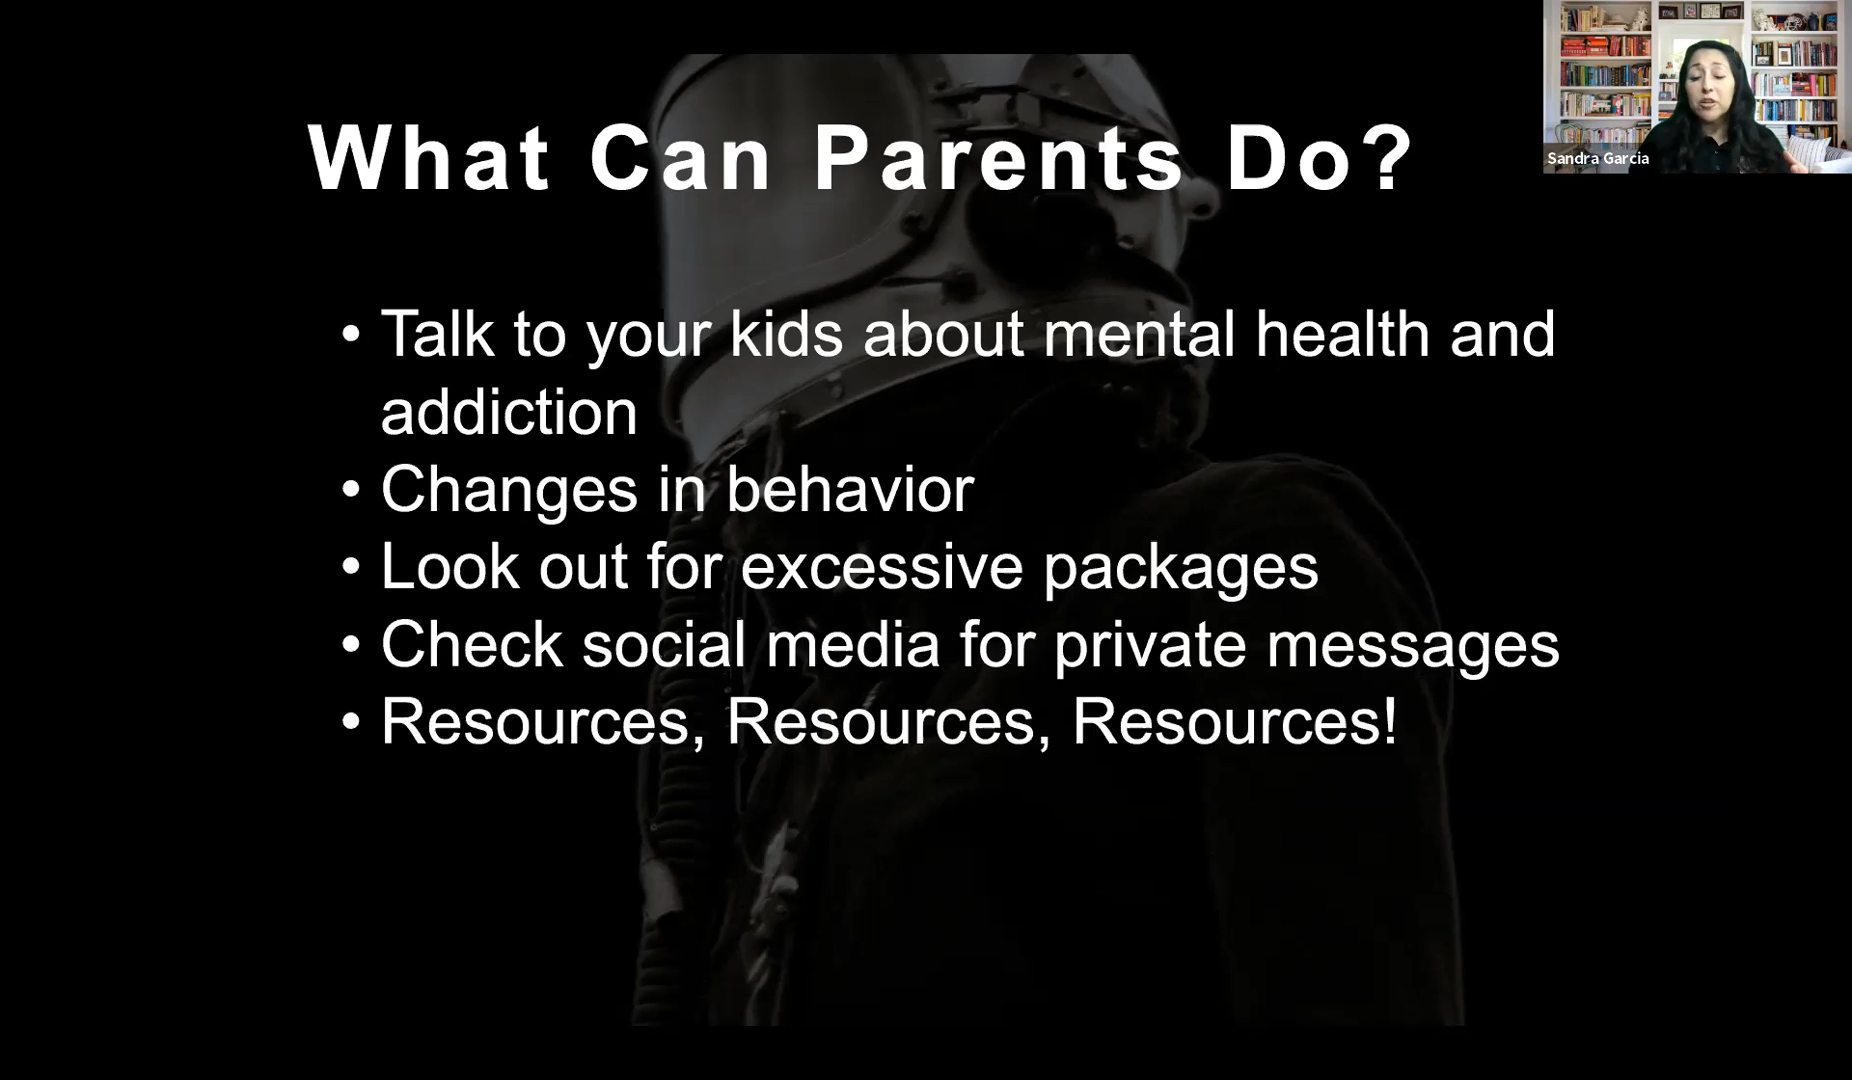 What Can Parents Do?
Sandra Garcia
• Talk to your kids about mental health and
addiction
• Changes in behavior
• Look out for excessive packages
• Check social media for private messages
• Resources, Resources, Resources!